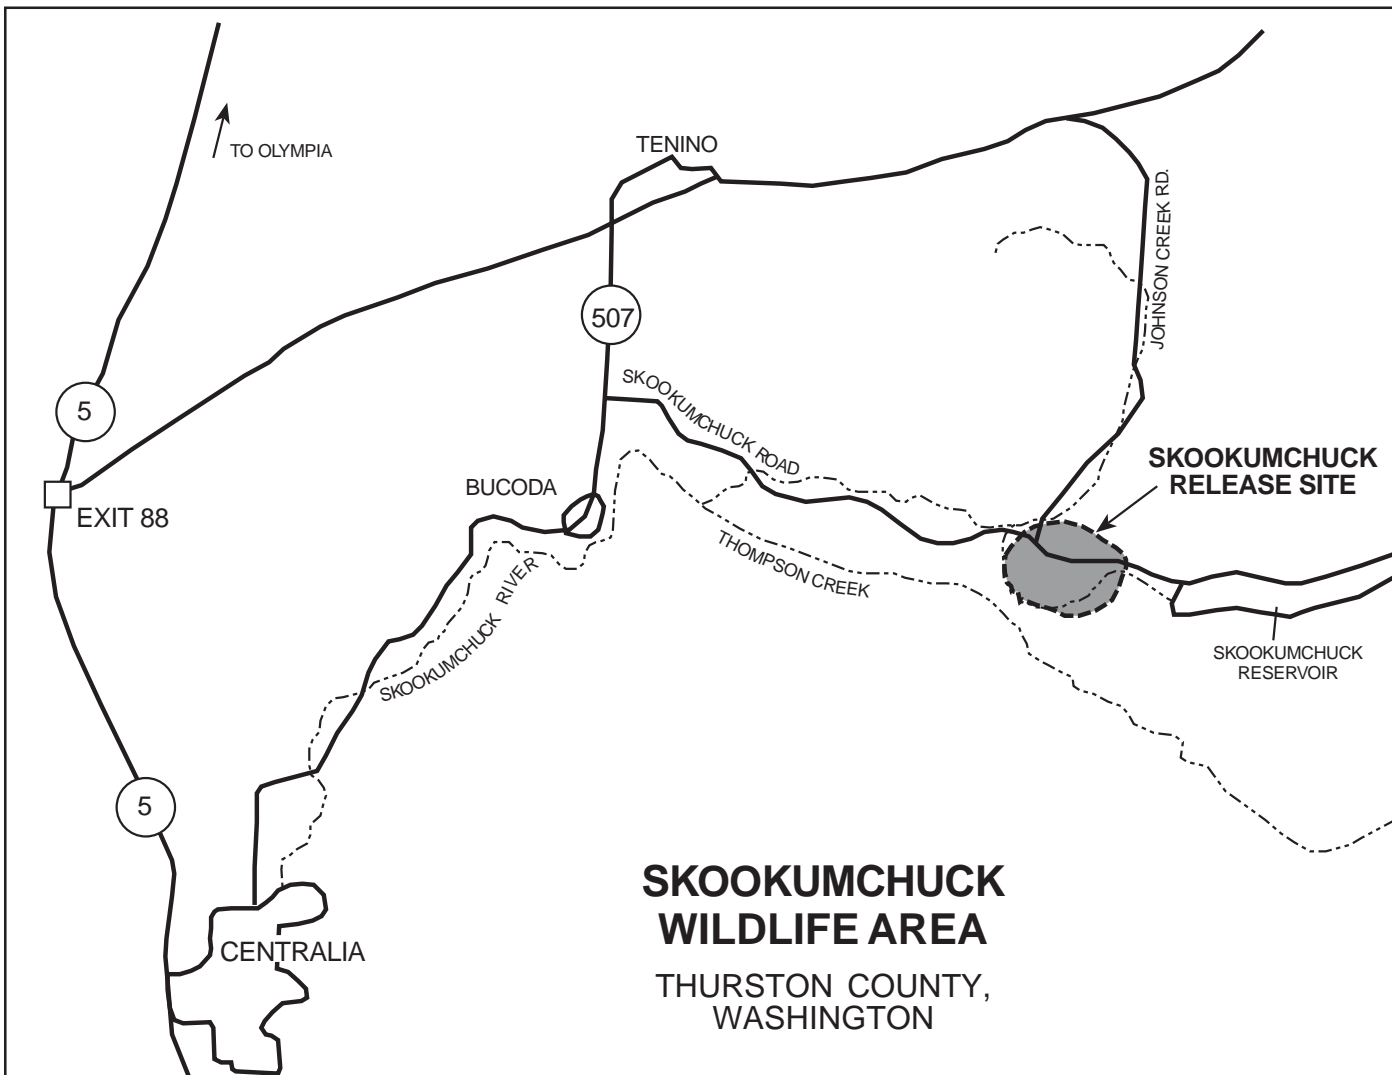 TO OLYMPIA
TENINO
JOHNSON CREEK RD.
507
SKOOKUMCHUCK ROAD
5
SKOOKUMCHUCK
RELEASE SITE
BUCODA
EXIT 88
THOMPSON CREEK
SKOOKUMCHUCK RIVER
SKOOKUMCHUCK
RESERVOIR
5
SKOOKUMCHUCK
WILDLIFE AREA
CENTRALIA
THURSTON COUNTY,
WASHINGTON